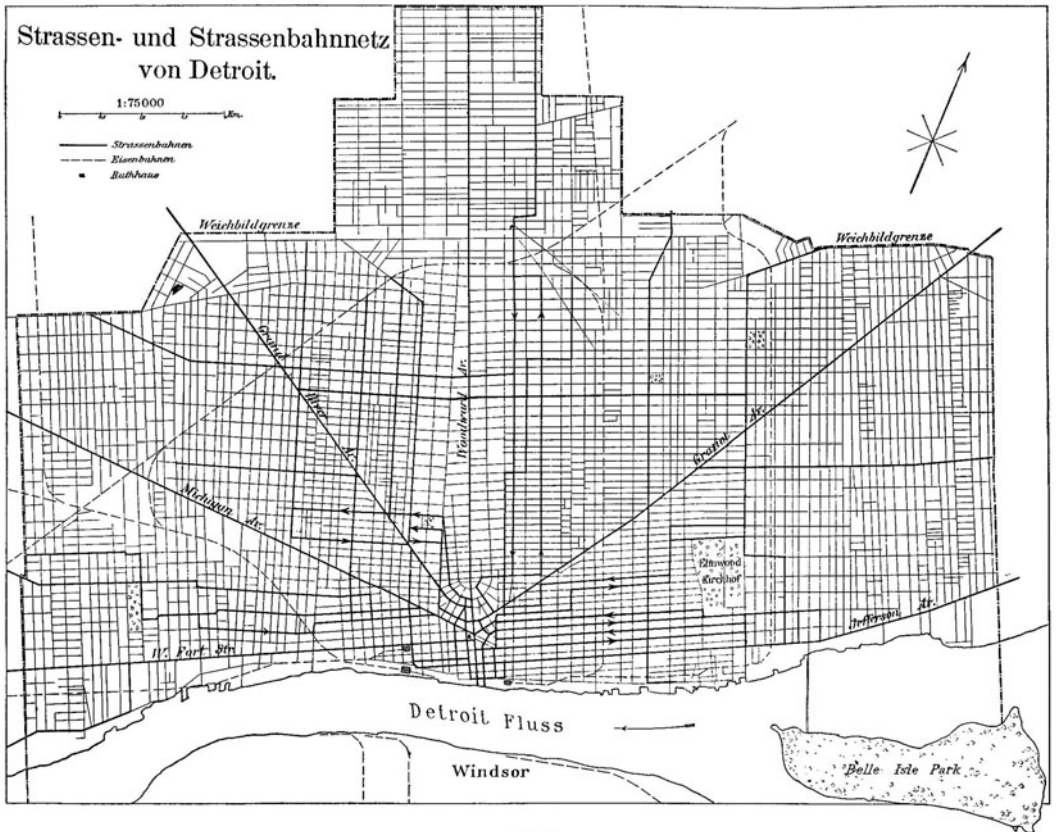 Strassen- und Strassenbahnnetz
von Detroit.
1:75000
Km.
Strassenbahnen
Eisenbahnen
Rathhaus
Weichbildgrenze
Weichbildgrenze
Grand River Av.
Woodward Av.
Gratiot Av.
Michigan Av.
Elmwood
Kirchhof
Jefferson Av.
W. Fort Str.
Detroit Fluss
Windsor
Belle Isle Park